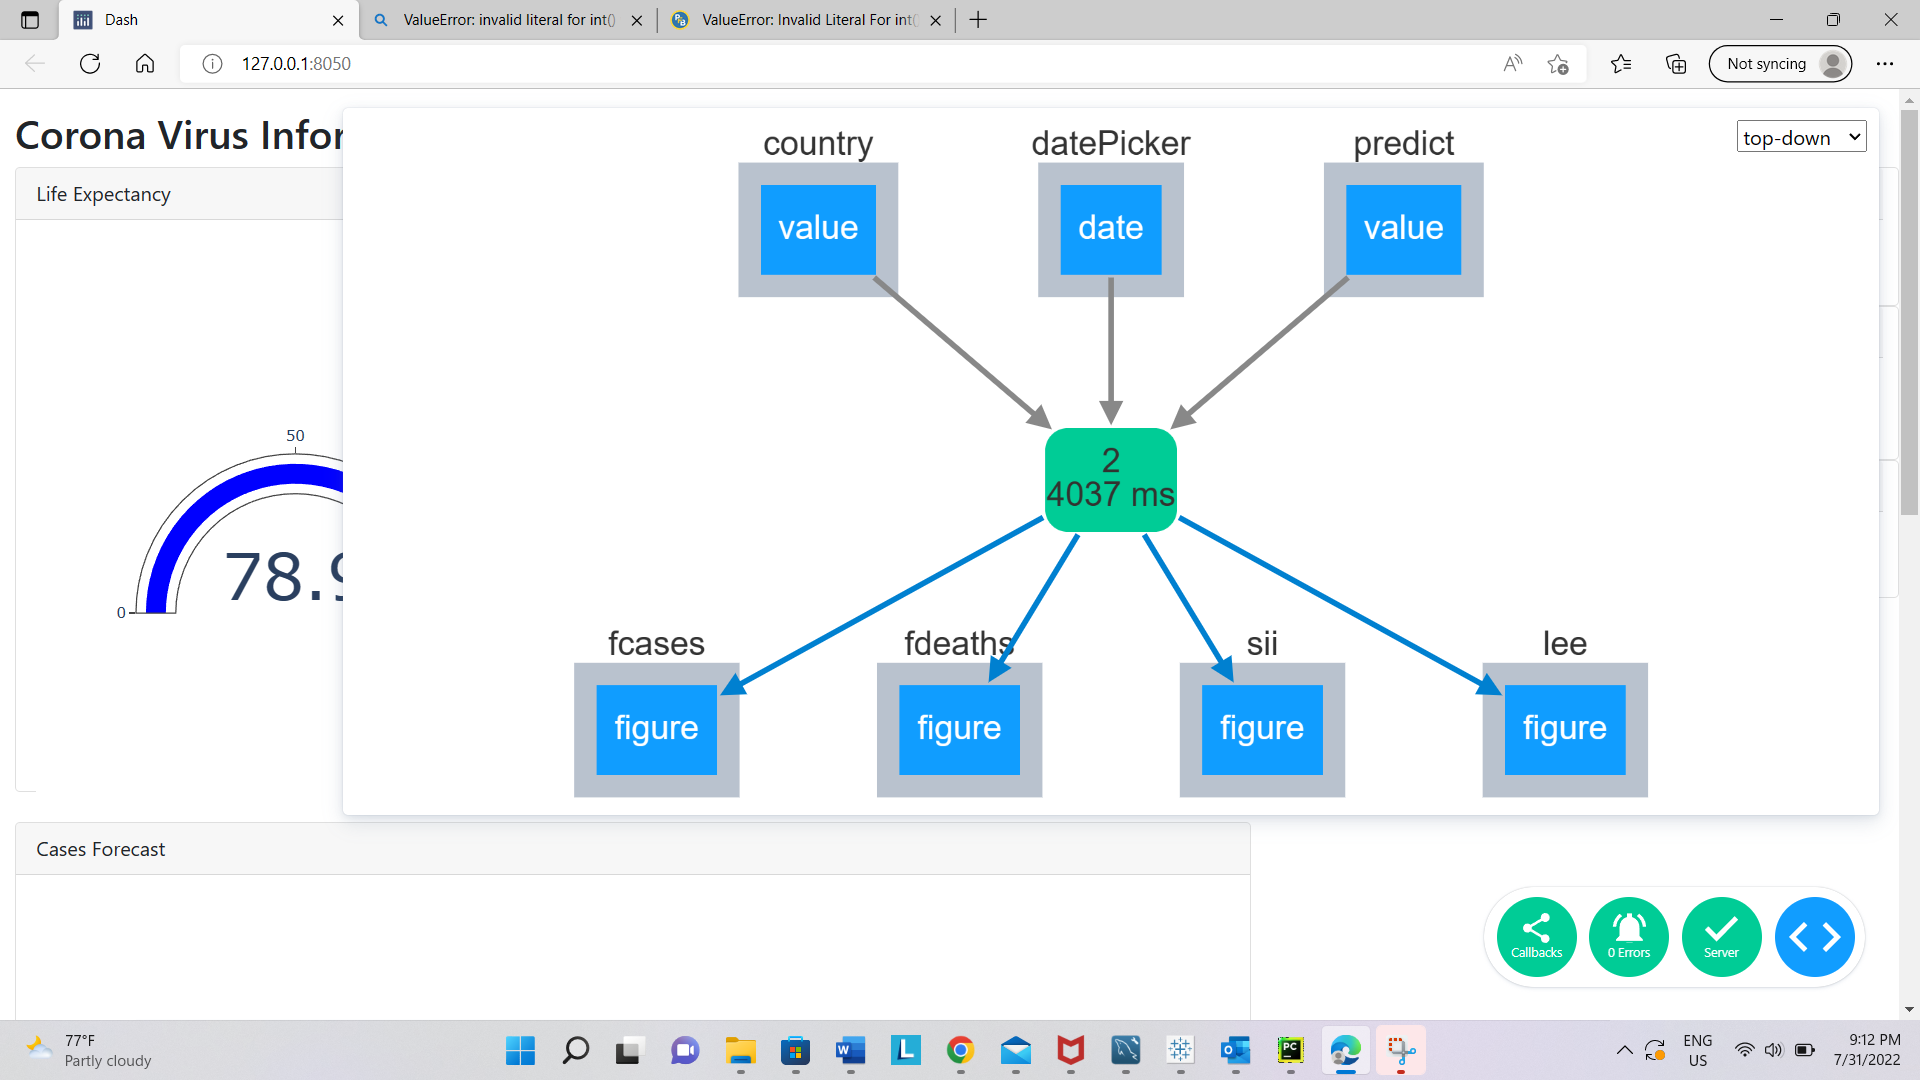 Dash
ValueError: invalid literal for int()
ValueError: Invalid Literal For int(
127.0.0.1:8050
Not syncing
Corona Virus Infor
Life Expectancy
50
0
78.9
top-down
country
datePicker
predict
value
date
value
2
4037 ms
fcases
fdeaths
sii
lee
figure
figure
figure
figure
Cases Forecast
Callbacks
0 Errors
Server
77°F
Partly cloudy
ENG
US
9:12 PM
7/31/2022